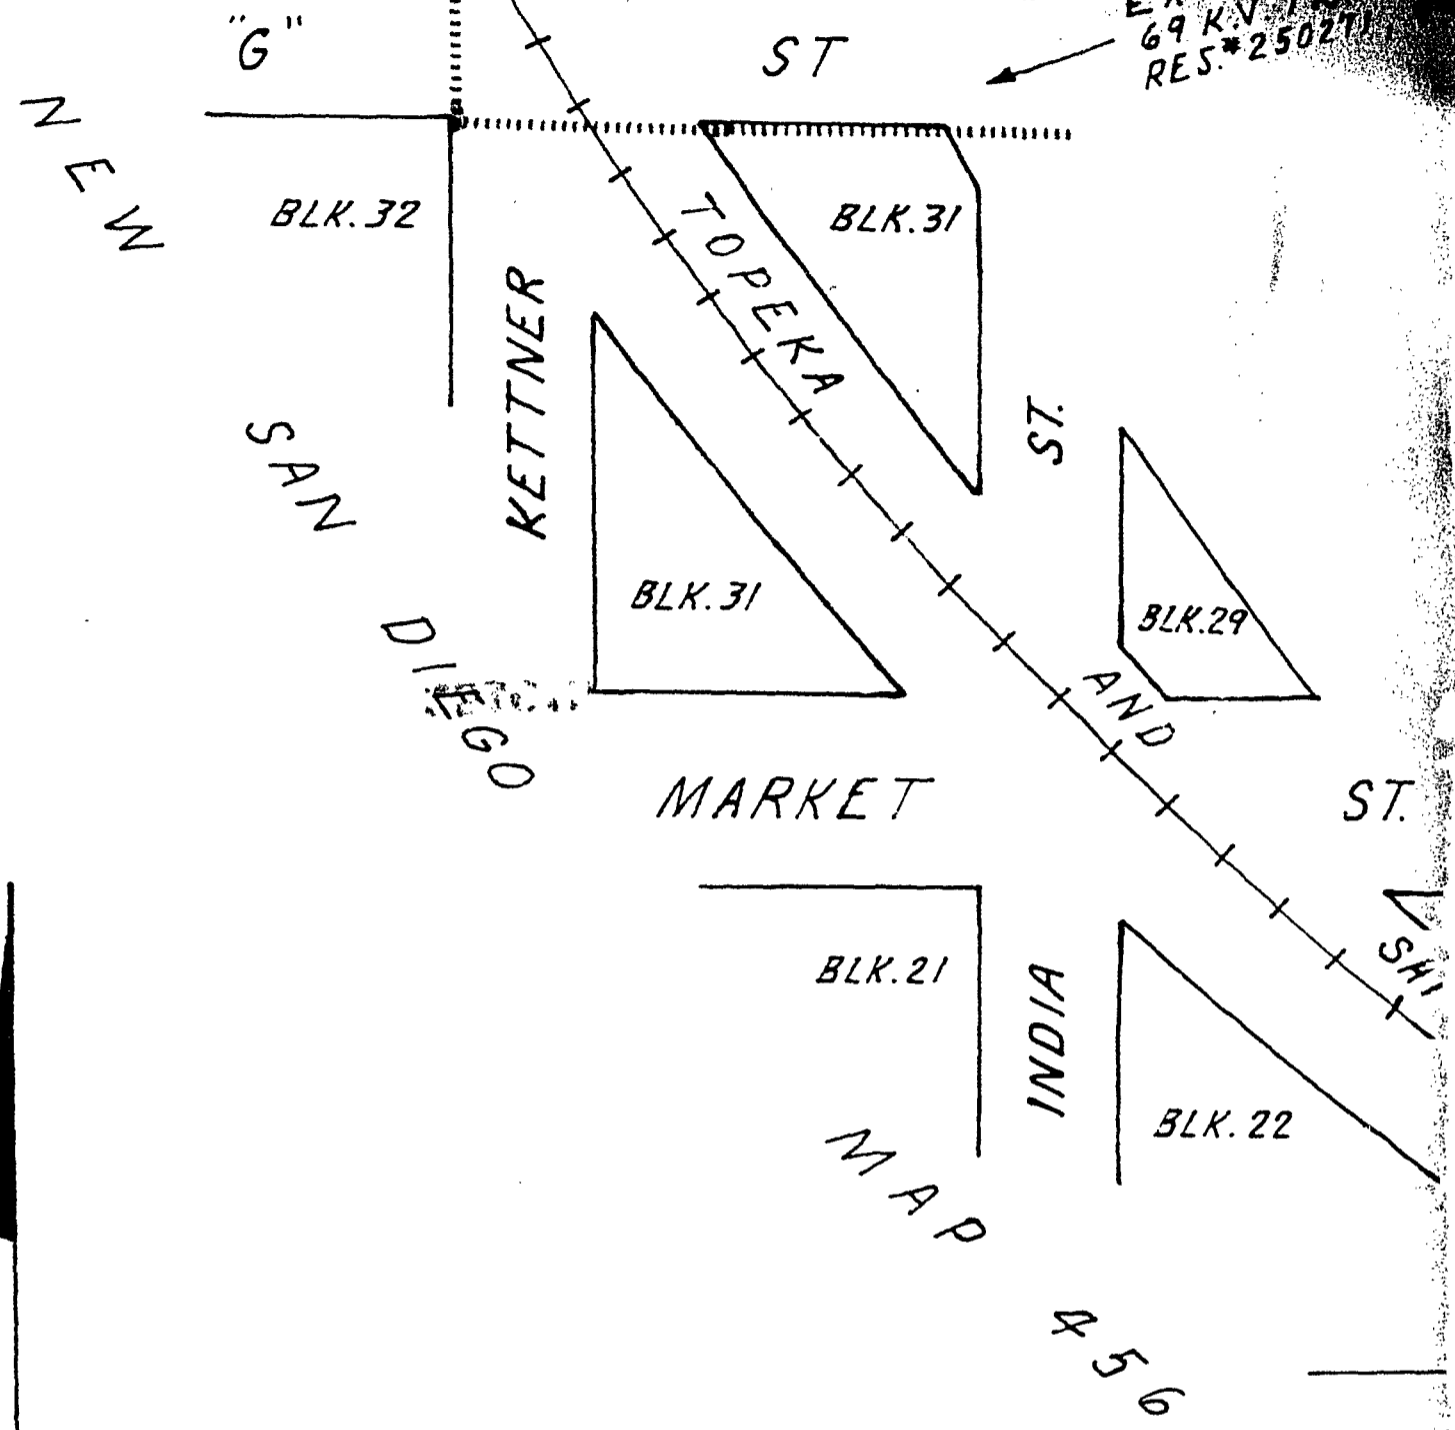 "G" ST
69 K.V
RES.#250271
NEW SAN DIEGO
BLK.32
BLK.31
TOPEKA AND
KETTNER
ST.
BLK.31
BLK.29
MARKET ST.
BLK.21
INDIA
BLK.22
MAP 456